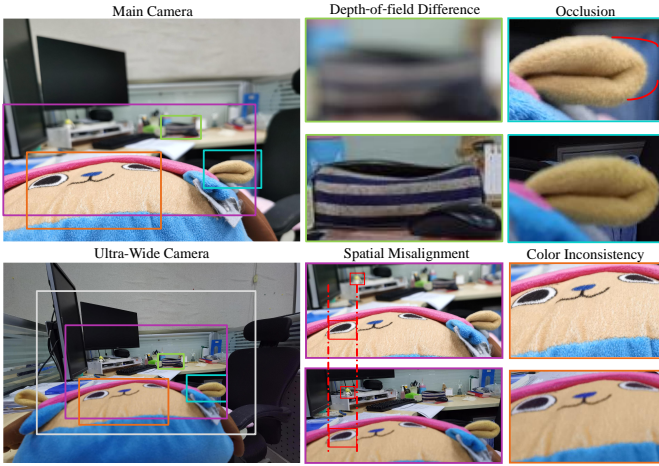 Main Camera
Depth-of-field Difference
Occlusion
Ultra-Wide Camera
Spatial Misalignment
Color Inconsistency